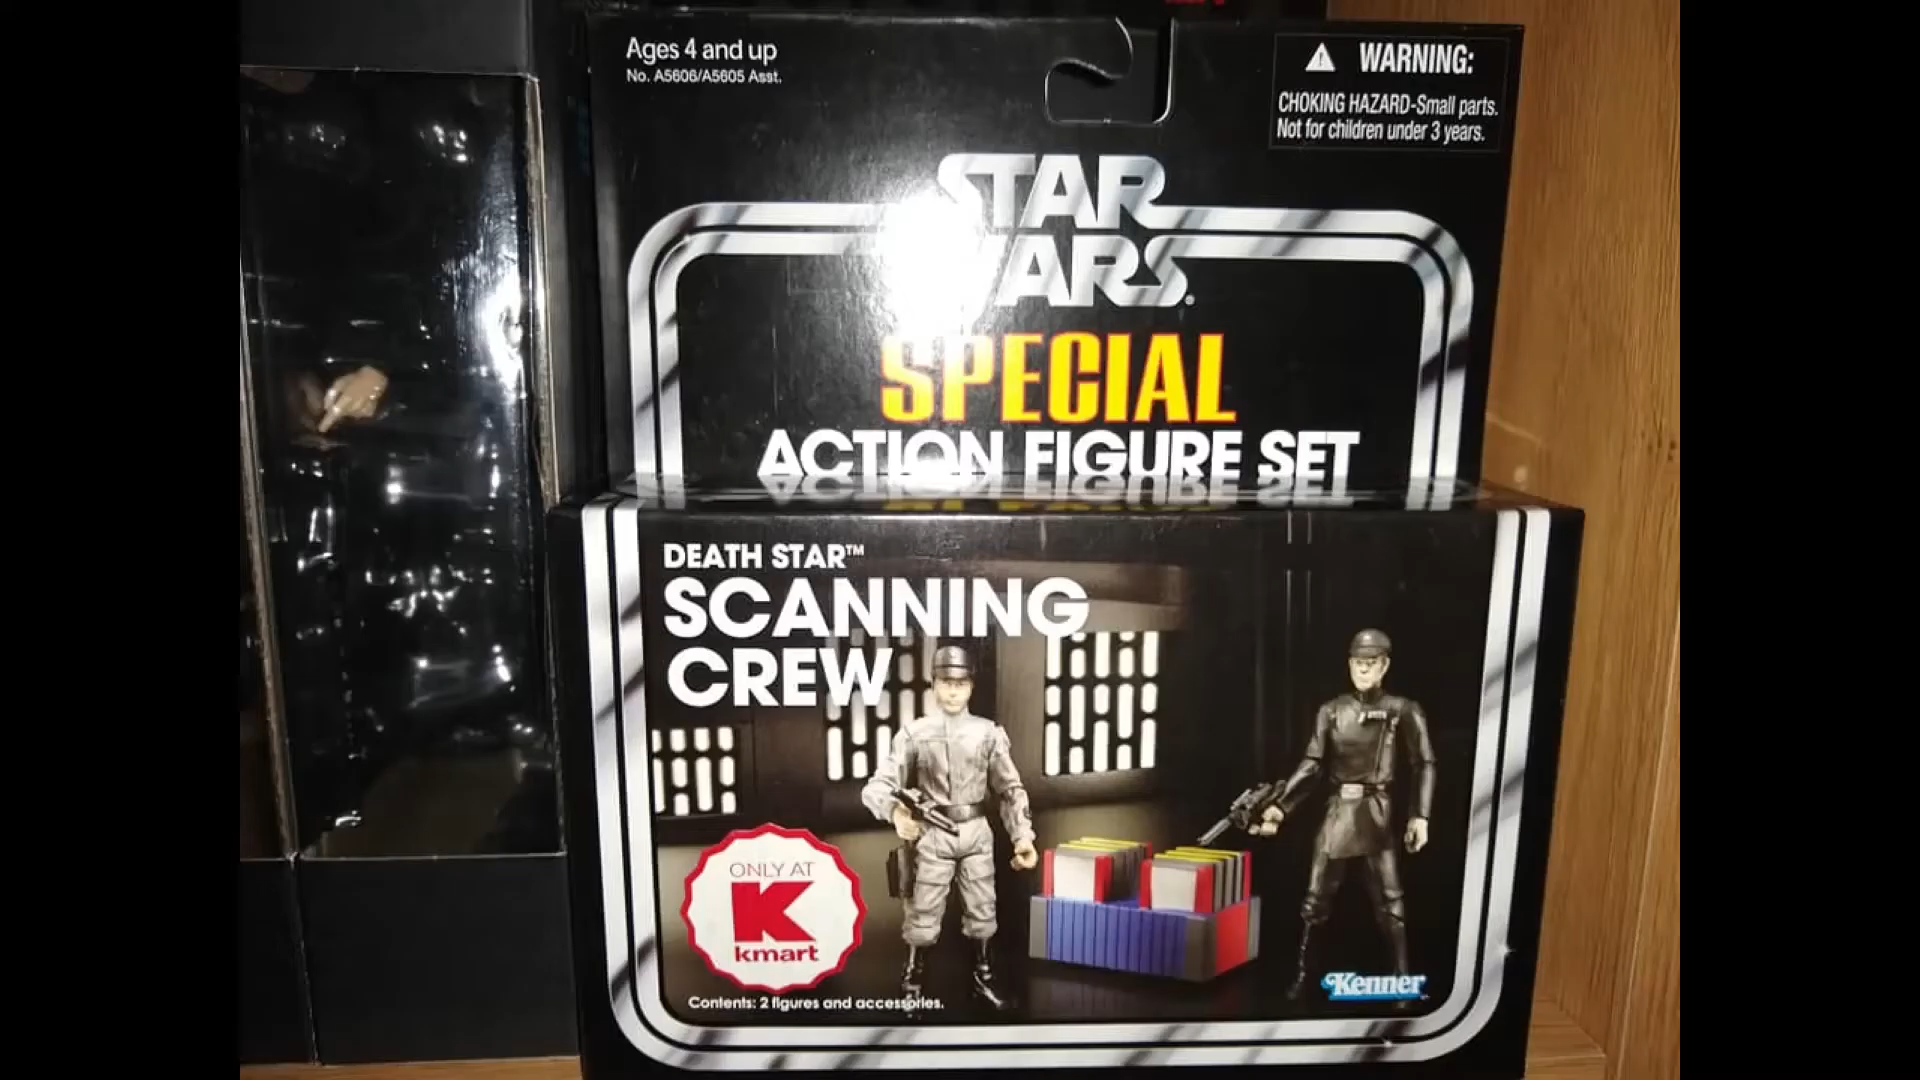 Ages 4 and up
No. A5606/A5605 Asst.
WARNING:
CHOKING HAZARD-Small parts.
Not for children under 3 years.
STAR
WARS®
SPECIAL
ACTION FIGURE SET
DEATH STAR™
SCANNING
CREW
ONLY AT
K
kmart
Contents: 2 figures and accessories.
Kenner